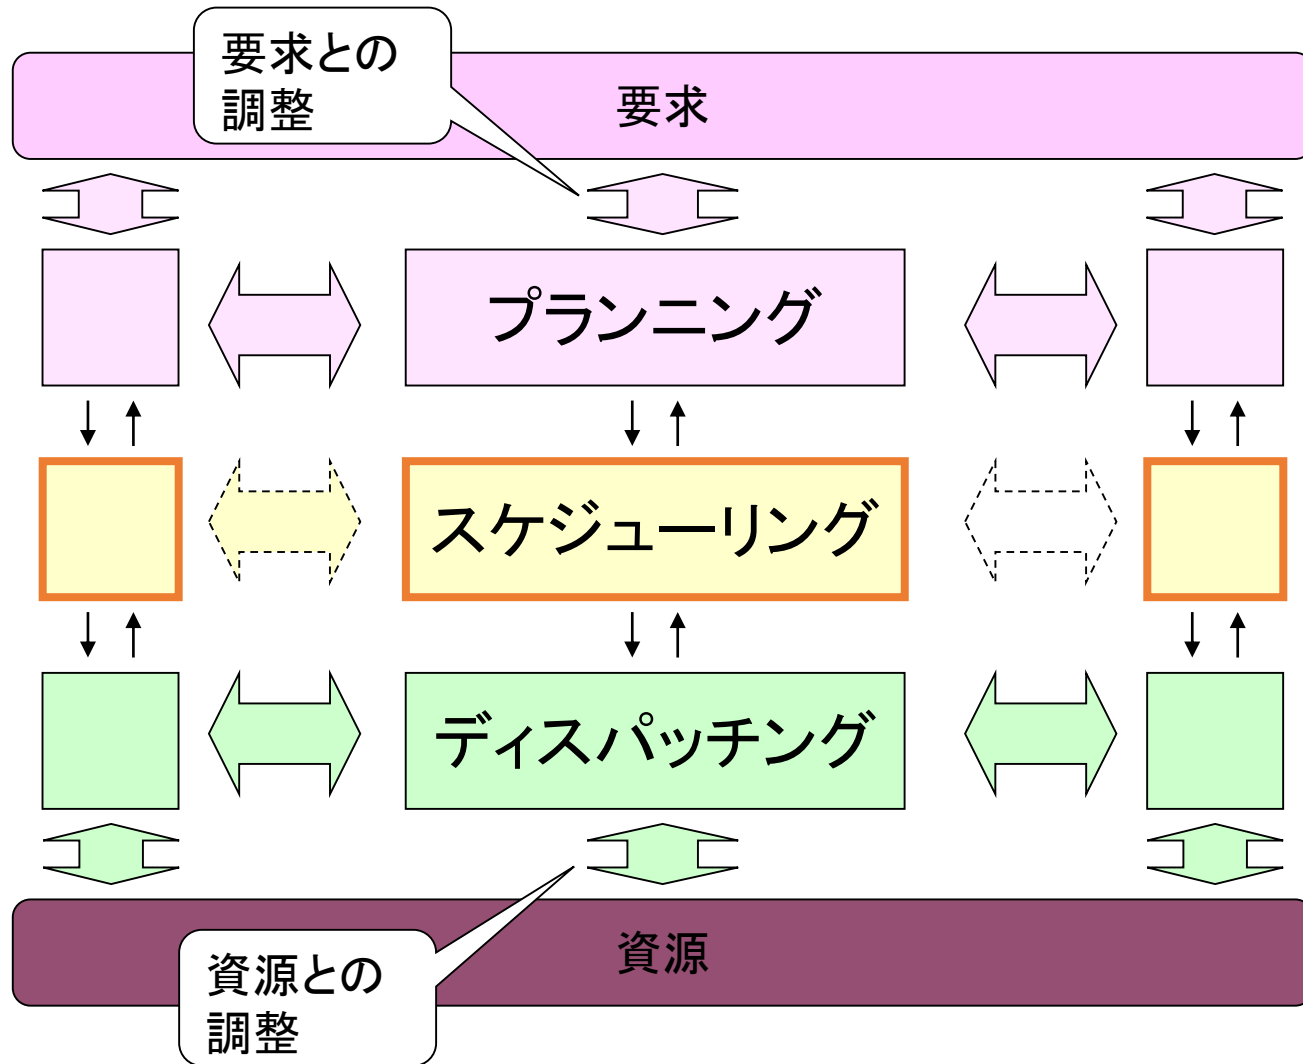 要求との
調整
要求
プランニング
スケジューリング
ディスパッチング
資源
資源との
調整